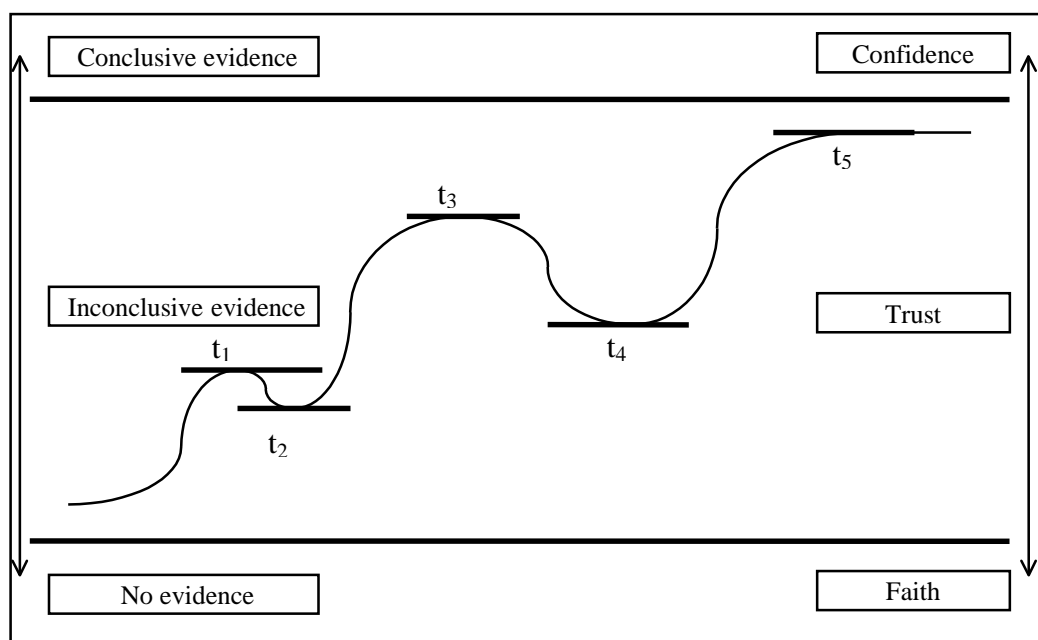 Conclusive evidence
Confidence
t₅
t₃
Inconclusive evidence
Trust
t₁
t₄
t₂
No evidence
Faith